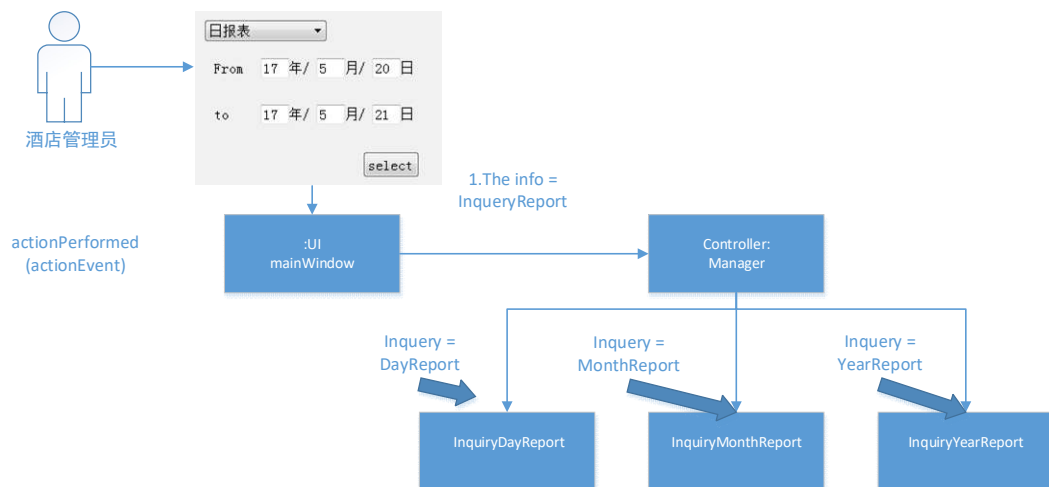 日报表
From 17 年/ 5 月/ 20 日
to 17 年/ 5 月/ 21 日
select
酒店管理员
1.The info =
InqueryReport
actionPerformed
(actionEvent)
:UI
mainWindow
Controller:
Manager
Inquery =
DayReport
Inquery =
MonthReport
Inquery =
YearReport
InquiryDayReport
InquiryMonthReport
InquiryYearReport